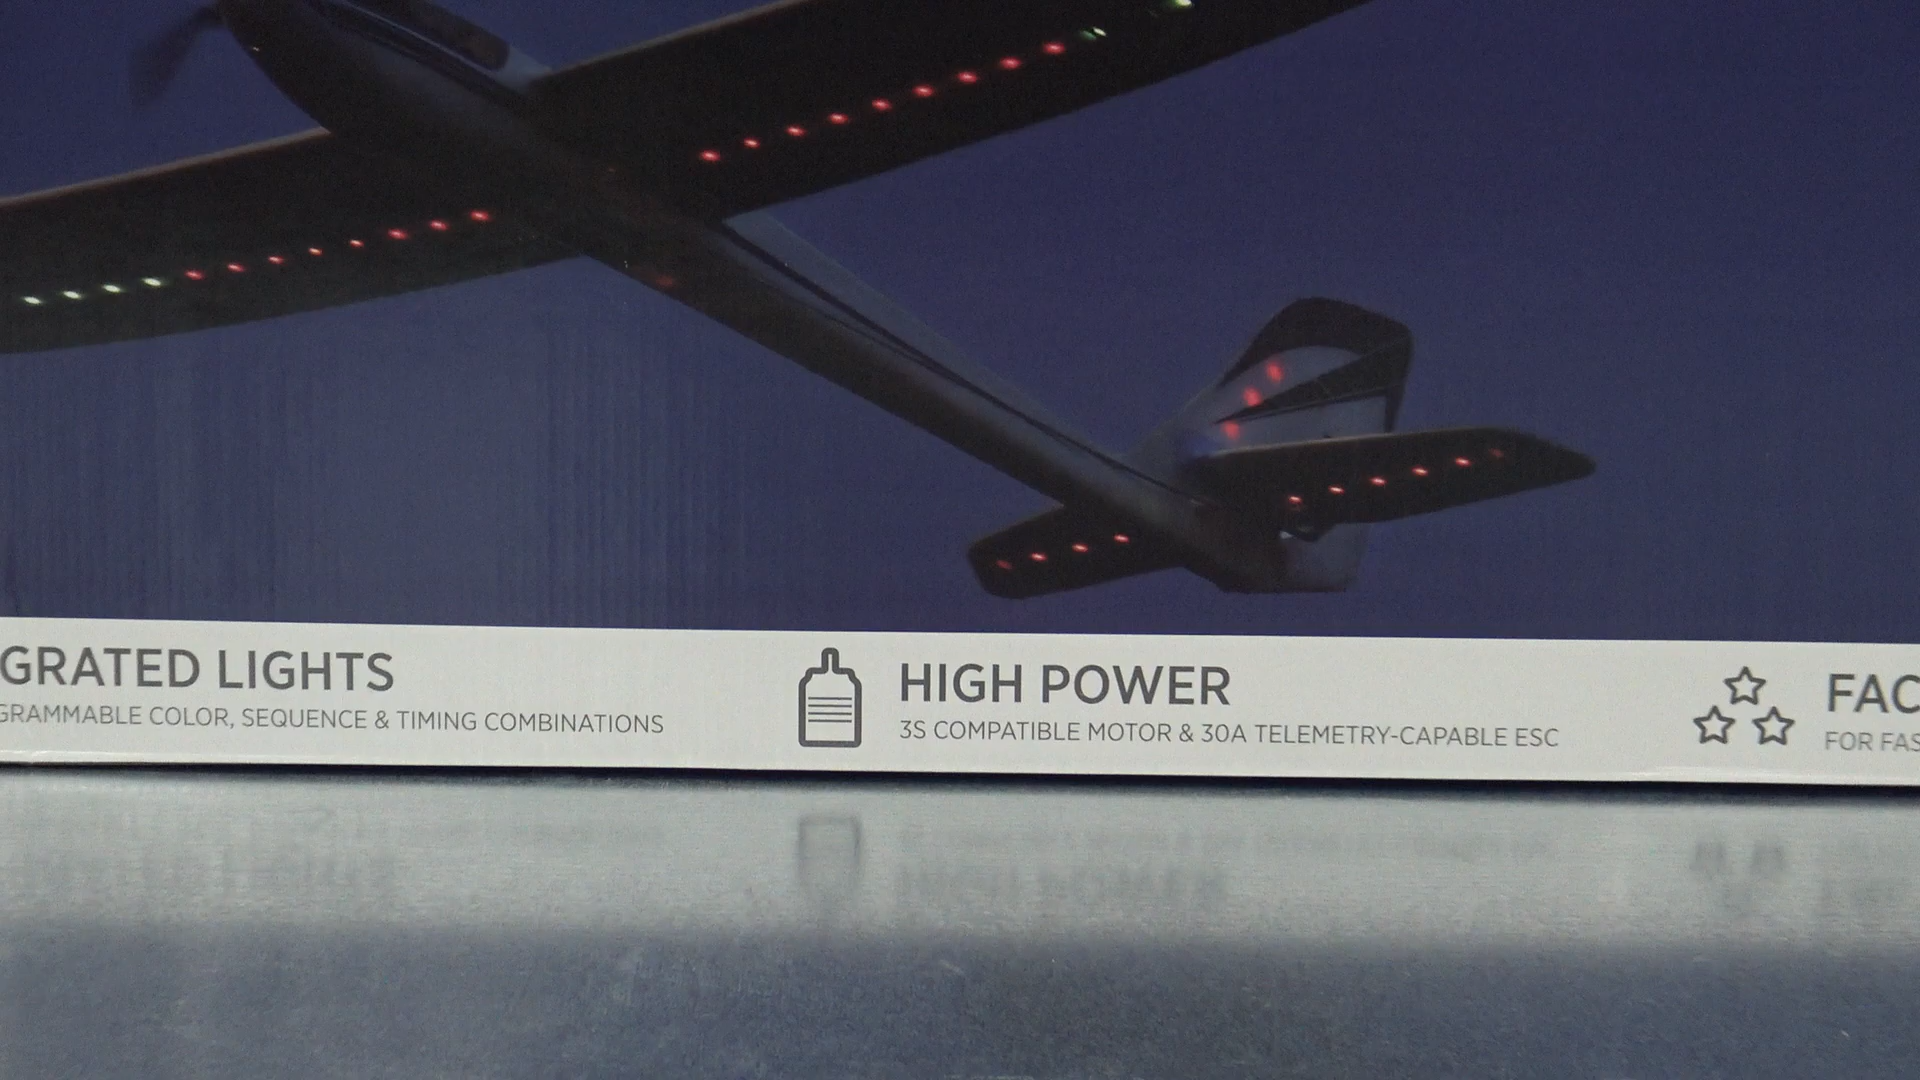 GRATED LIGHTS
GRAMMABLE COLOR, SEQUENCE & TIMING COMBINATIONS
HIGH POWER
3S COMPATIBLE MOTOR & 30A TELEMETRY-CAPABLE ESC
FAC
FOR FAS